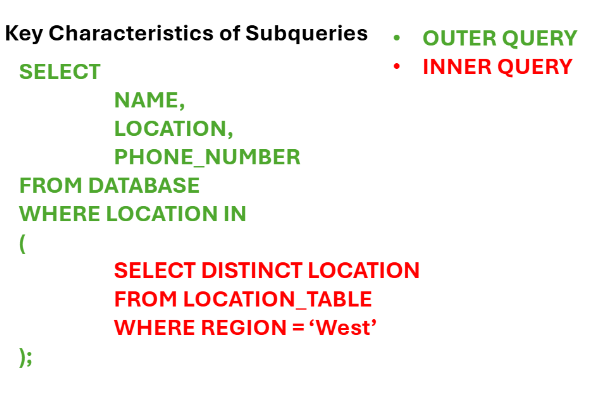 Key Characteristics of Subqueries
• OUTER QUERY
• INNER QUERY
SELECT
NAME,
LOCATION,
PHONE_NUMBER
FROM DATABASE
WHERE LOCATION IN
(
SELECT DISTINCT LOCATION
FROM LOCATION_TABLE
WHERE REGION = ‘West’
);